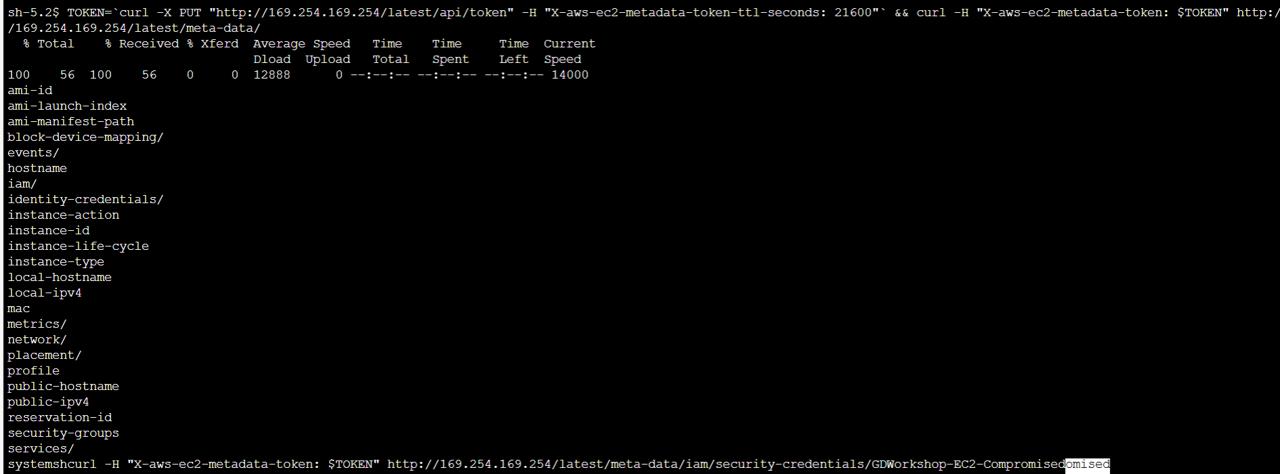 sh-5.2$ TOKEN=`curl -X PUT "http://169.254.169.254/latest/api/token" -H "X-aws-ec2-metadata-token-ttl-seconds: 21600"` && curl -H "X-aws-ec2-metadata-token: $TOKEN" http:/
/169.254.169.254/latest/meta-data/
% Total % Received % Xferd Average Speed Time Time Time Current
Dload Upload Total Spent Left Speed
100 56 100 56 0 0 12888 0 --:--:-- --:--:-- --:--:-- 14000
ami-id
ami-launch-index
ami-manifest-path
block-device-mapping/
events/
hostname
iam/
identity-credentials/
instance-action
instance-id
instance-life-cycle
instance-type
local-hostname
local-ipv4
mac
metrics/
network/
placement/
profile
public-hostname
public-ipv4
reservation-id
security-groups
services/
systemshcurl -H "X-aws-ec2-metadata-token: $TOKEN" http://169.254.169.254/latest/meta-data/iam/security-credentials/GDWorkshop-EC2-Compromisedomised